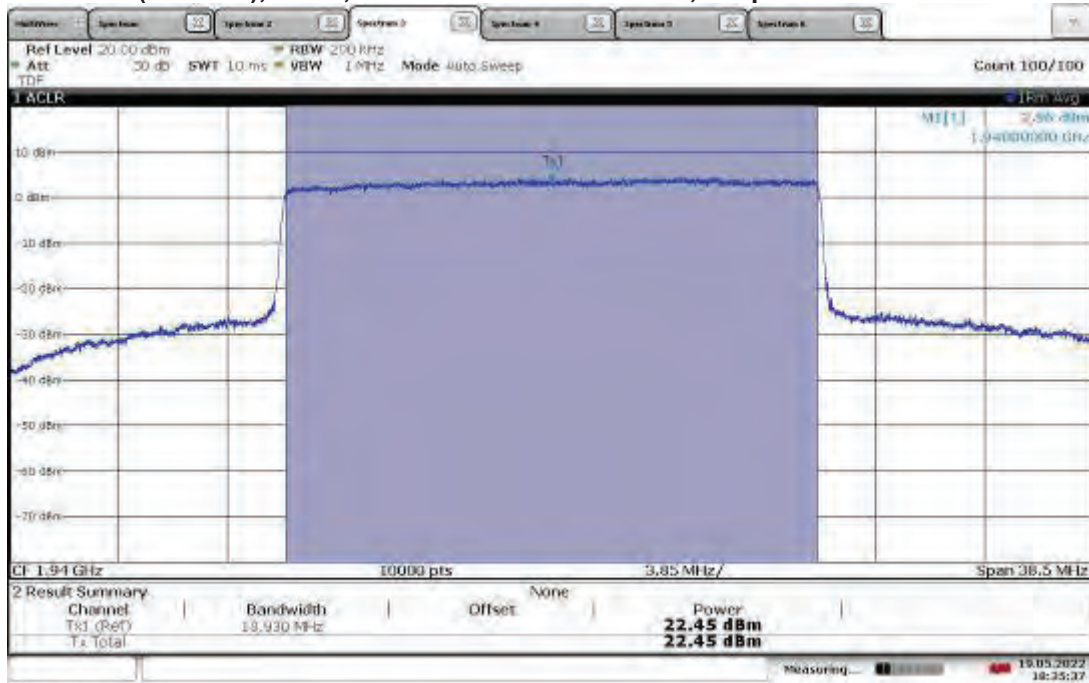 MultiView Spectrum Spectrum 2 Spectrum 3 Spectrum 4 Spectrum 5 Spectrum 6
Ref Level 20.00 dBm RBW 200 kHz
Att 30 dB SWT 10 ms VBW 1 MHz Mode Auto Sweep Count 100/100
TDF
1 ACLR 1Rm Avg
M1[1] 2.96 dBm
1.94000000 GHz
10 dBm
Tx1
0 dBm
-10 dBm
-20 dBm
-30 dBm
-40 dBm
-50 dBm
-60 dBm
-70 dBm
CF 1.94 GHz 10000 pts 3.85 MHz/ Span 38.5 MHz
2 Result Summary None
Channel Bandwidth Offset Power
Tx1 (Ref) 18.930 MHz 22.45 dBm
Tx Total 22.45 dBm
Measuring... 19.05.2022
18:35:37